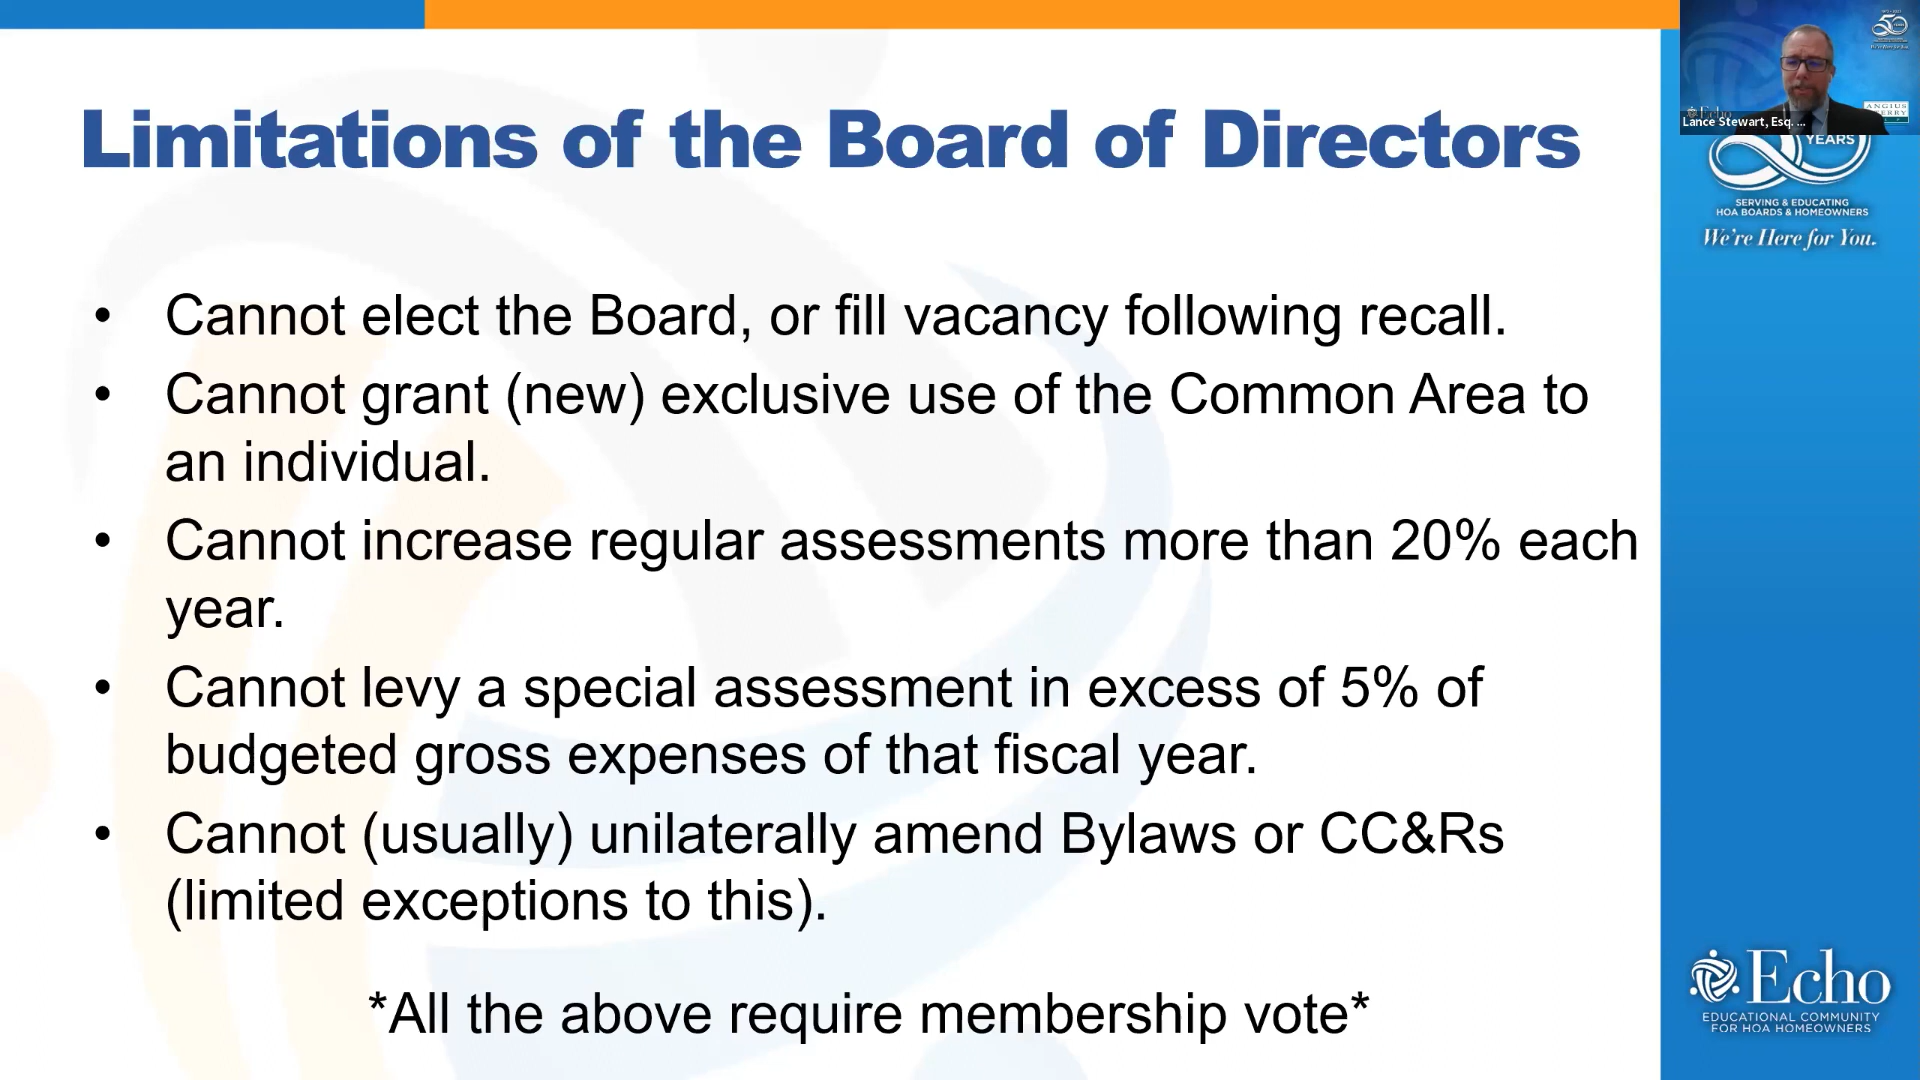 Limitations of the Board of Directors
• Cannot elect the Board, or fill vacancy following recall.
• Cannot grant (new) exclusive use of the Common Area to
an individual.
• Cannot increase regular assessments more than 20% each
year.
• Cannot levy a special assessment in excess of 5% of
budgeted gross expenses of that fiscal year.
• Cannot (usually) unilaterally amend Bylaws or CC&Rs
(limited exceptions to this).
*All the above require membership vote*
50
Echo
ANGIUS
Lance Stewart, Esq. ...
YEARS
SERVING & EDUCATING
HOA BOARDS & HOMEOWNERS
We're Here for You.
Echo
EDUCATIONAL COMMUNITY
FOR HOA HOMEOWNERS